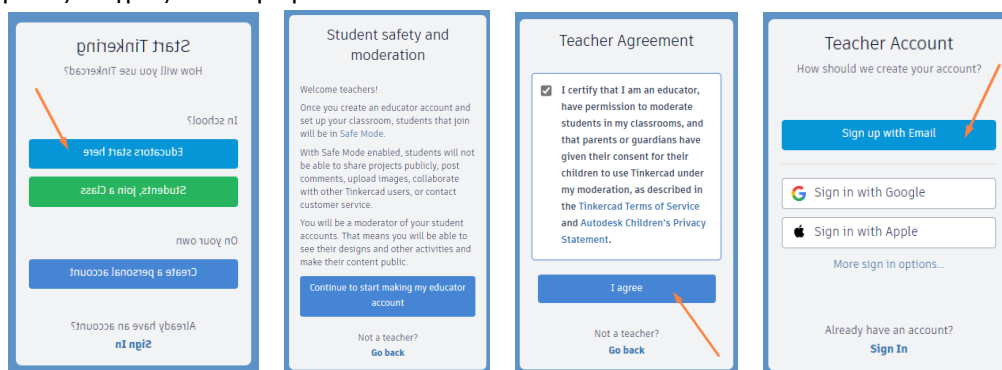 Start Tinkering
How will you use Tinkercad?
In school?
Educators start here
Students, join a Class
On your own
Create a personal account
Already have an account?
Sign In
Student safety and
moderation
Welcome teachers!
Once you create an educator account and
set up your classroom, students that join
will be in Safe Mode.
With Safe Mode enabled, students will not
be able to share projects publicly, post
comments, upload images, collaborate
with other Tinkercad users, or contact
customer service.
You will be a moderator of your student
accounts. That means you will be able to
see their designs and other activities and
make their content public.
Continue to start making my educator
account
Not a teacher?
Go back
Teacher Agreement
I certify that I am an educator,
have permission to moderate
students in my classrooms, and
that parents or guardians have
given their consent for their
children to use Tinkercad under
my moderation, as described in
the Tinkercad Terms of Service
and Autodesk Children's Privacy
Statement.
I agree
Not a teacher?
Go back
Teacher Account
How should we create your account?
Sign up with Email
Sign in with Google
Sign in with Apple
More sign in options...
Already have an account?
Sign In